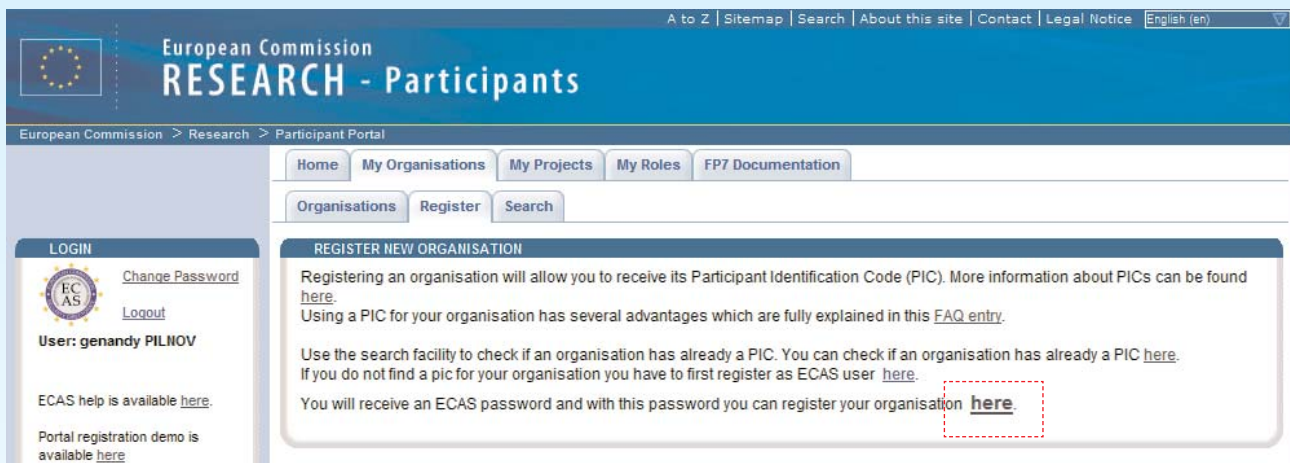 A to Z | Sitemap | Search | About this site | Contact | Legal Notice English (en)
European Commission
RESEARCH - Participants
European Commission > Research > Participant Portal
Home My Organisations My Projects My Roles FP7 Documentation
Organisations Register Search
LOGIN
EC
AS
Change Password
Logout
User: genandy PILNOV
ECAS help is available here.
Portal registration demo is
available here
REGISTER NEW ORGANISATION
Registering an organisation will allow you to receive its Participant Identification Code (PIC). More information about PICs can be found
here.
Using a PIC for your organisation has several advantages which are fully explained in this FAQ entry.
Use the search facility to check if an organisation has already a PIC. You can check if an organisation has already a PIC here.
If you do not find a pic for your organisation you have to first register as ECAS user here.
You will receive an ECAS password and with this password you can register your organisation here.